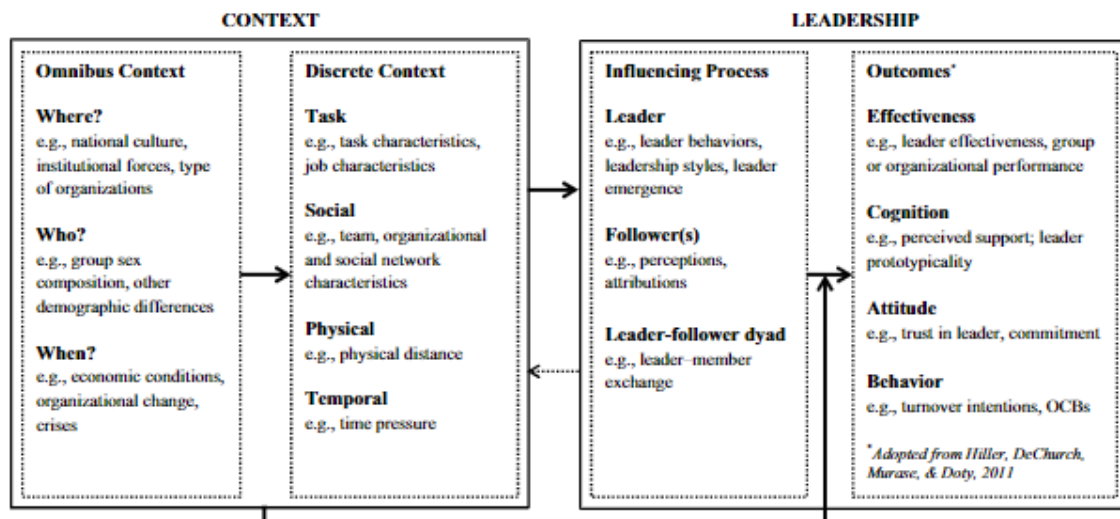 CONTEXT
Omnibus Context
Where?
e.g., national culture,
institutional forces, type
of organizations
Who?
e.g., group sex
composition, other
demographic differences
When?
e.g., economic conditions,
organizational change,
crises
Discrete Context
Task
e.g., task characteristics,
job characteristics
Social
e.g., team, organizational
and social network
characteristics
Physical
e.g., physical distance
Temporal
e.g., time pressure
LEADERSHIP
Influencing Process
Leader
e.g., leader behaviors,
leadership styles, leader
emergence
Follower(s)
e.g., perceptions,
attributions
Leader-follower dyad
e.g., leader–member
exchange
Outcomes*
Effectiveness
e.g., leader effectiveness, group
or organizational performance
Cognition
e.g., perceived support; leader
prototypicality
Attitude
e.g., trust in leader, commitment
Behavior
e.g., turnover intentions, OCBs
*Adopted from Hiller, DeChurch,
Murase, & Doty, 2011